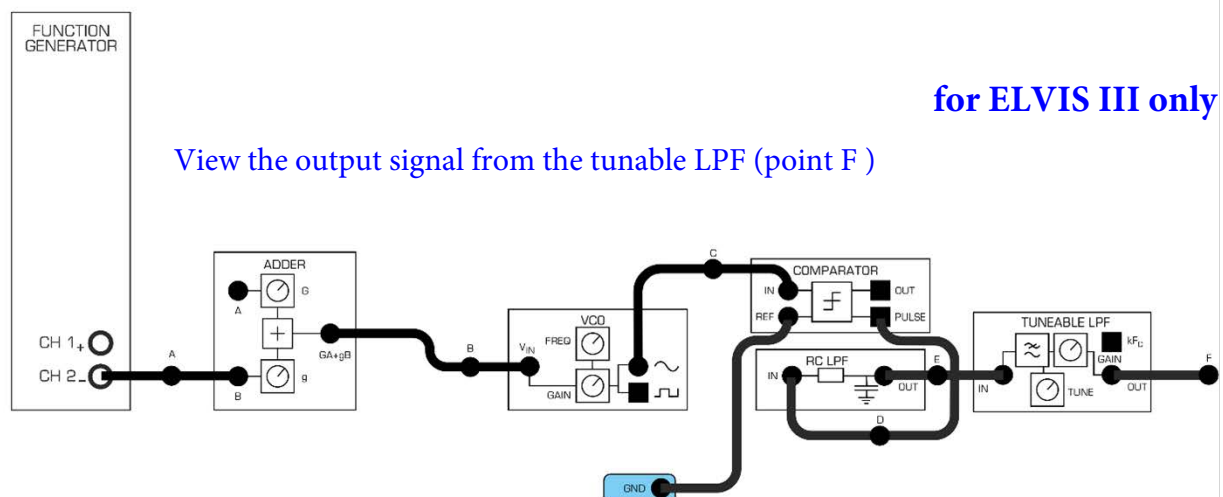 FUNCTION
GENERATOR
for ELVIS III only
View the output signal from the tunable LPF (point F )
CH 1+
CH 2-
A
ADDER
A
G
B
g
GA+gB
B
VCO
FREQ
VIN
GAIN
C
COMPARATOR
IN
OUT
REF
PULSE
RC LPF
IN
OUT
D
E
TUNEABLE LPF
kFC
GAIN
IN
TUNE
OUT
F
GND